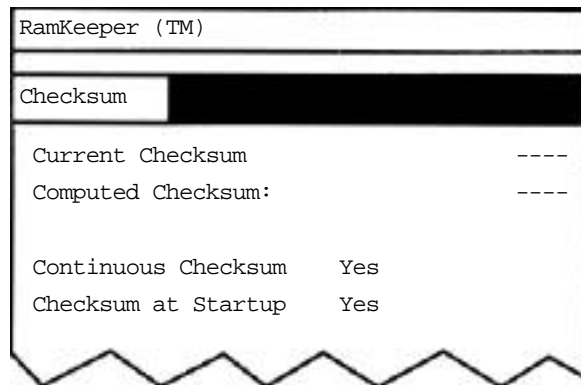 RamKeeper (TM)
Checksum
Current Checksum ----
Computed Checksum: ----
Continuous Checksum Yes
Checksum at Startup Yes